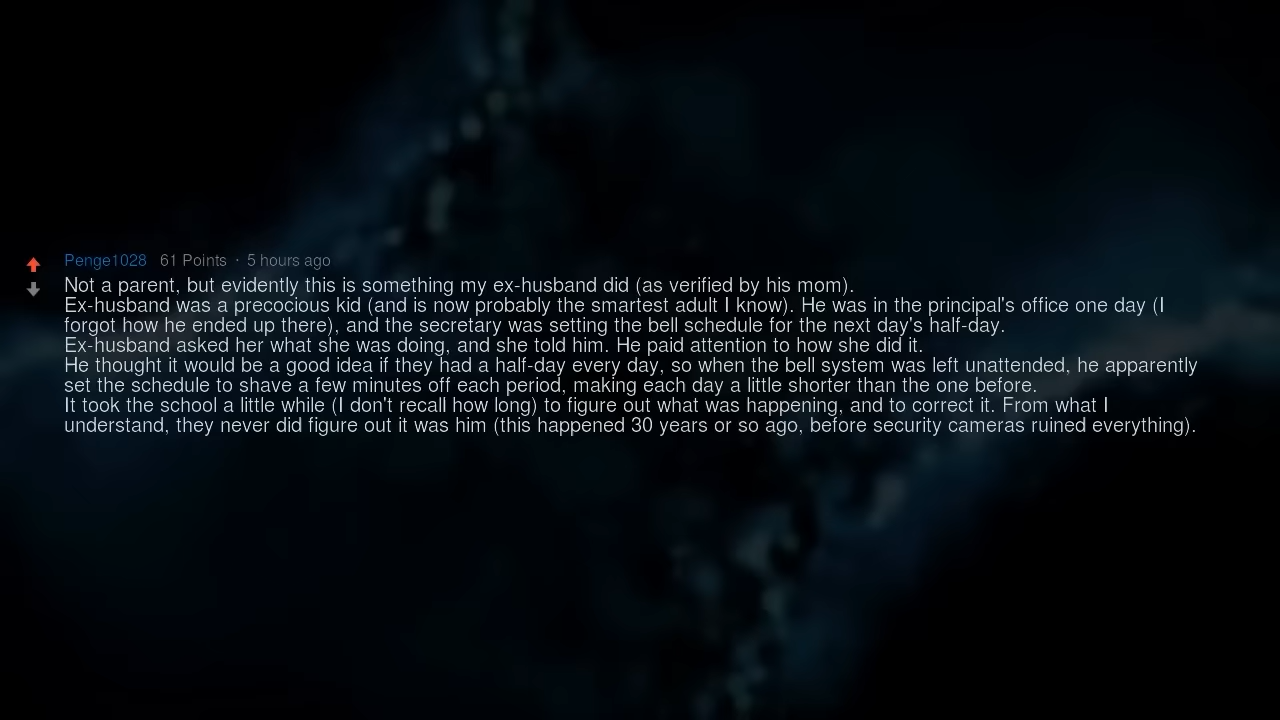 Penge1028 61 Points · 5 hours ago
Not a parent, but evidently this is something my ex-husband did (as verified by his mom).
Ex-husband was a precocious kid (and is now probably the smartest adult I know). He was in the principal's office one day (I
forgot how he ended up there), and the secretary was setting the bell schedule for the next day's half-day.
Ex-husband asked her what she was doing, and she told him. He paid attention to how she did it.
He thought it would be a good idea if they had a half-day every day, so when the bell system was left unattended, he apparently
set the schedule to shave a few minutes off each period, making each day a little shorter than the one before.
It took the school a little while (I don't recall how long) to figure out what was happening, and to correct it. From what I
understand, they never did figure out it was him (this happened 30 years or so ago, before security cameras ruined everything).